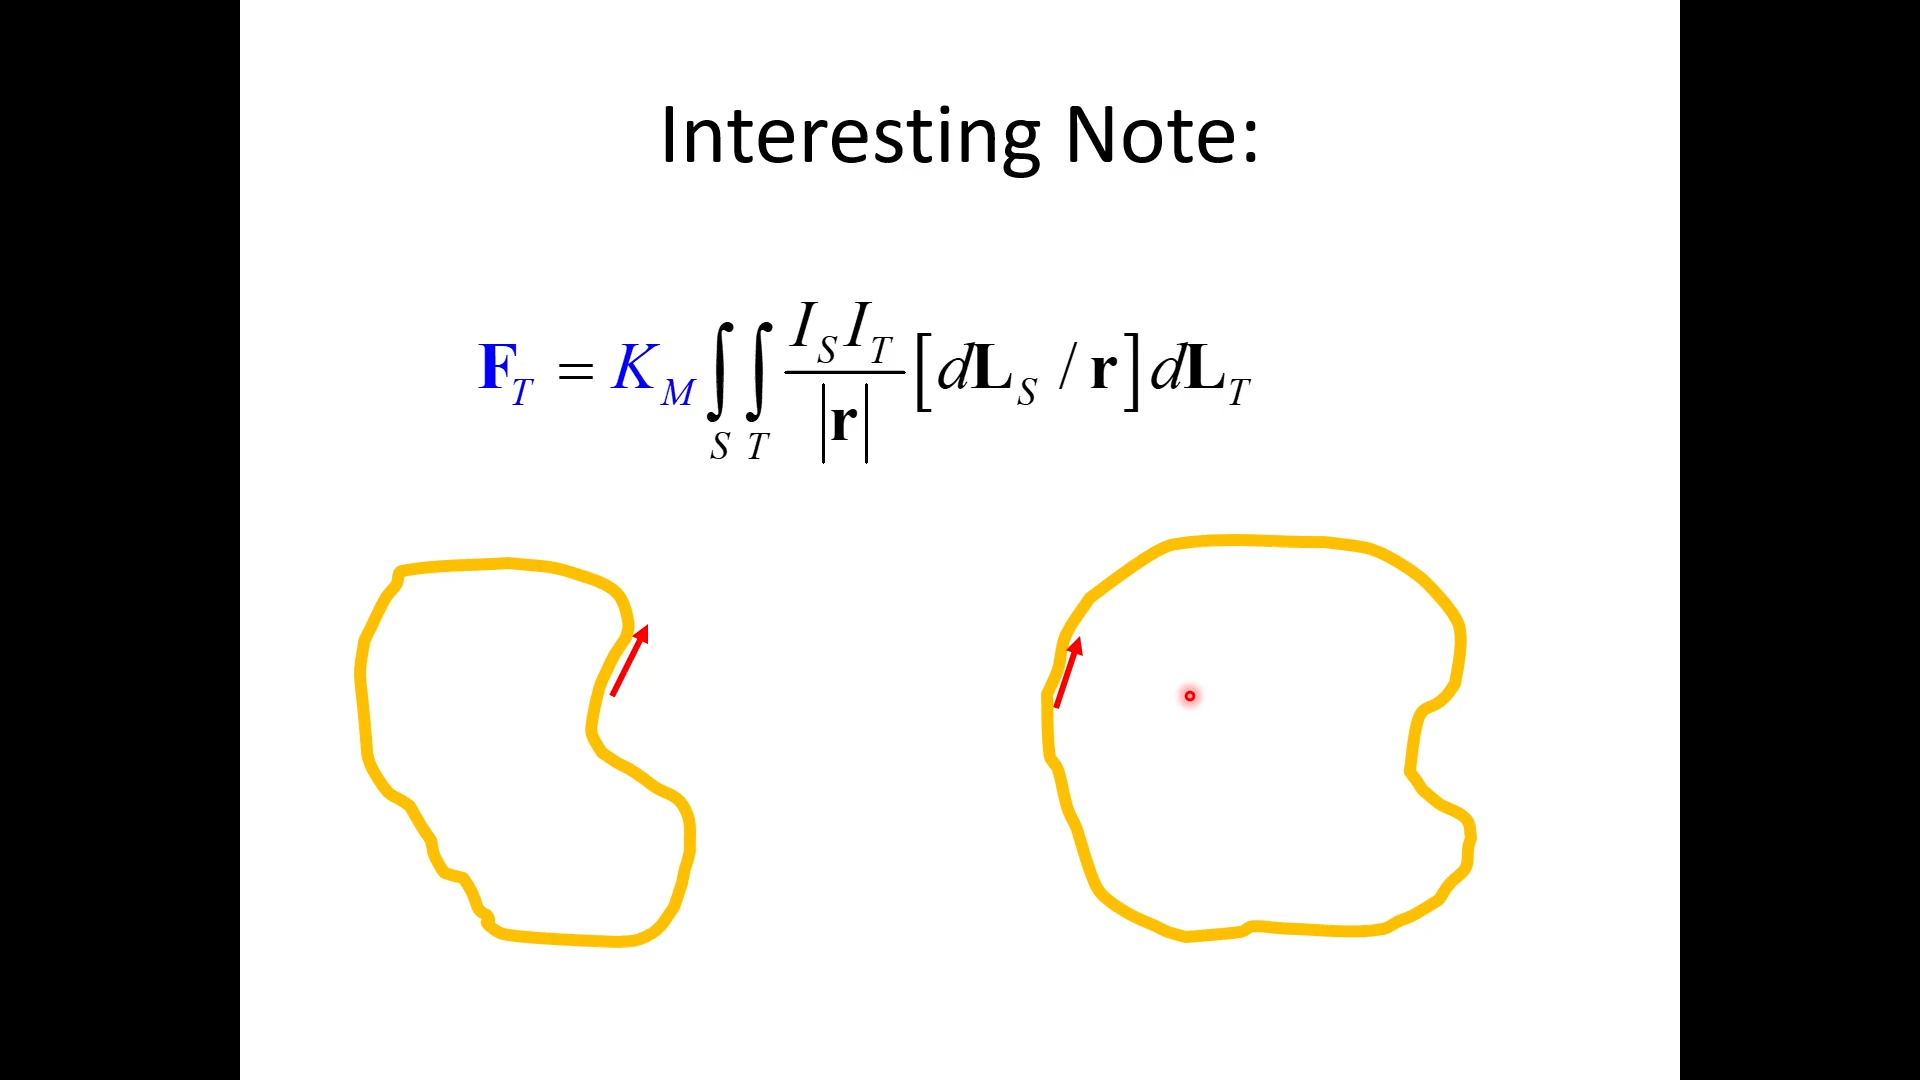 Interesting Note:
F_T = K_M ∫_S ∫_T (I_S I_T / |r|) [dL_S / r] dL_T